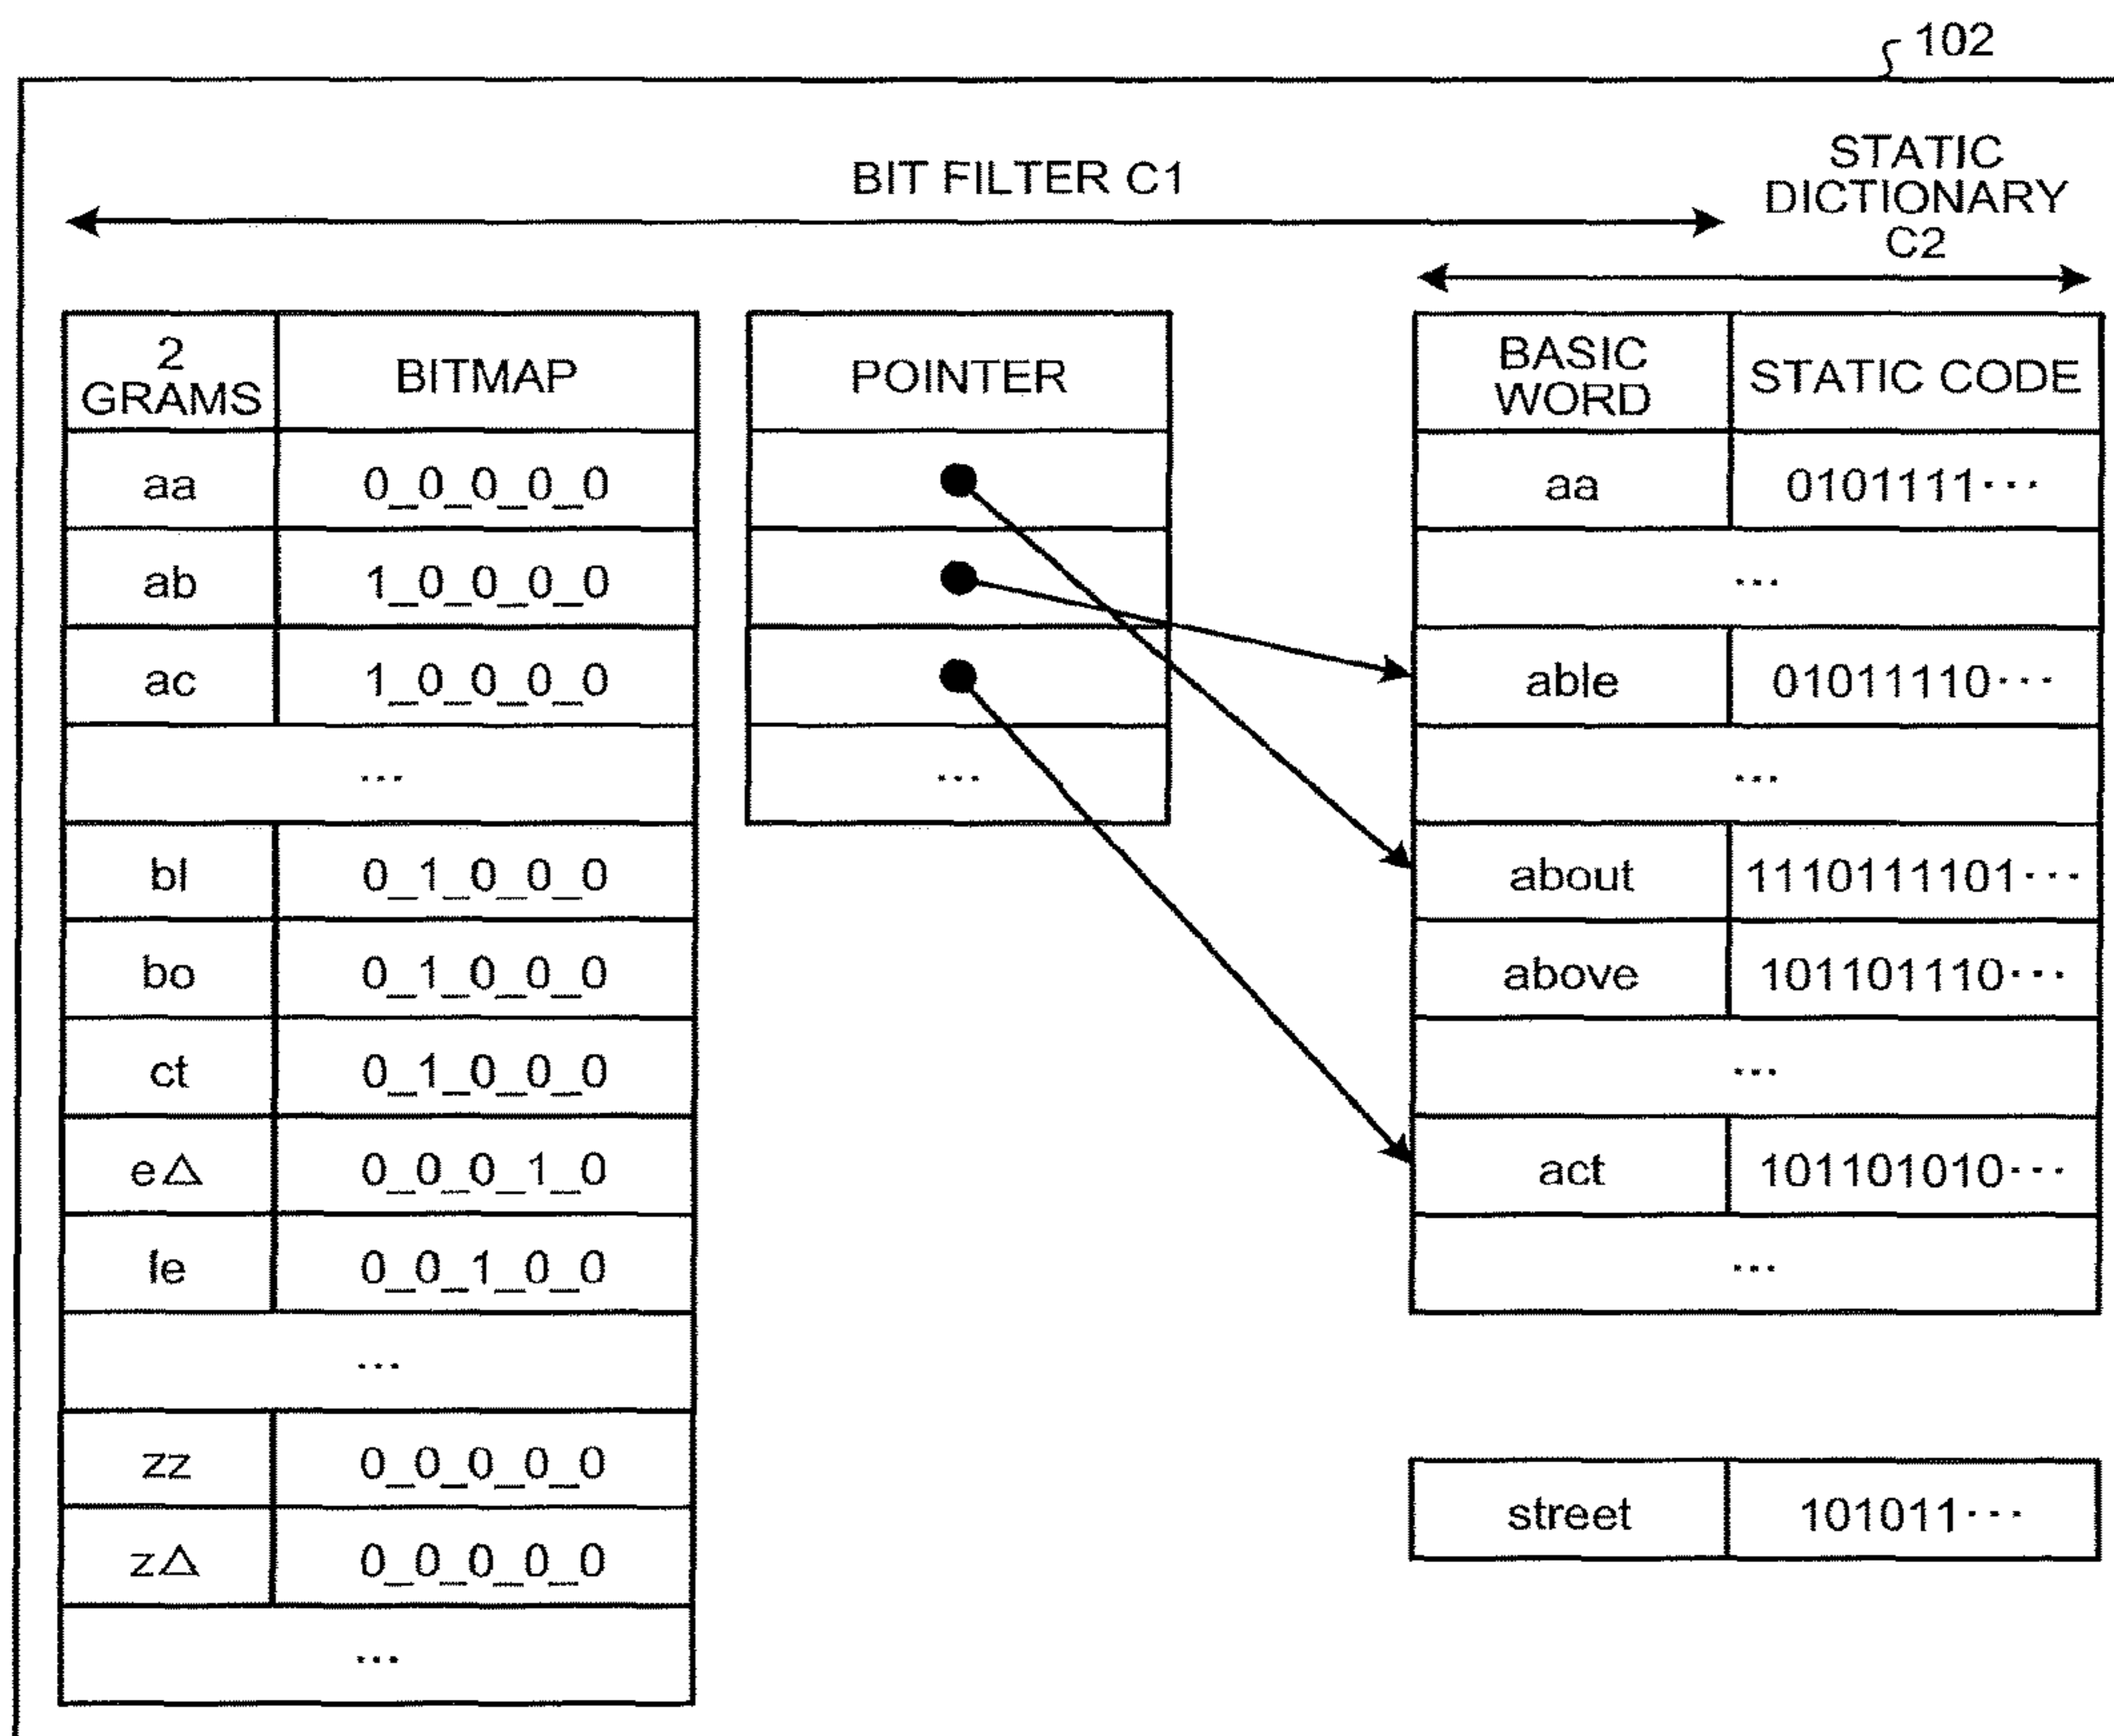 102
BIT FILTER C1
STATIC
DICTIONARY
C2
2
GRAMS
BITMAP
aa
0_0_0_0_0
ab
1_0_0_0_0
ac
1_0_0_0_0
...
bl
0_1_0_0_0
bo
0_1_0_0_0
ct
0_1_0_0_0
e△
0_0_0_1_0
le
0_0_1_0_0
...
zz
0_0_0_0_0
z△
0_0_0_0_0
...
POINTER
...
BASIC
WORD
STATIC CODE
aa
0101111···
...
able
01011110···
...
about
1110111101···
above
101101110···
...
act
101101010···
...
street
101011···